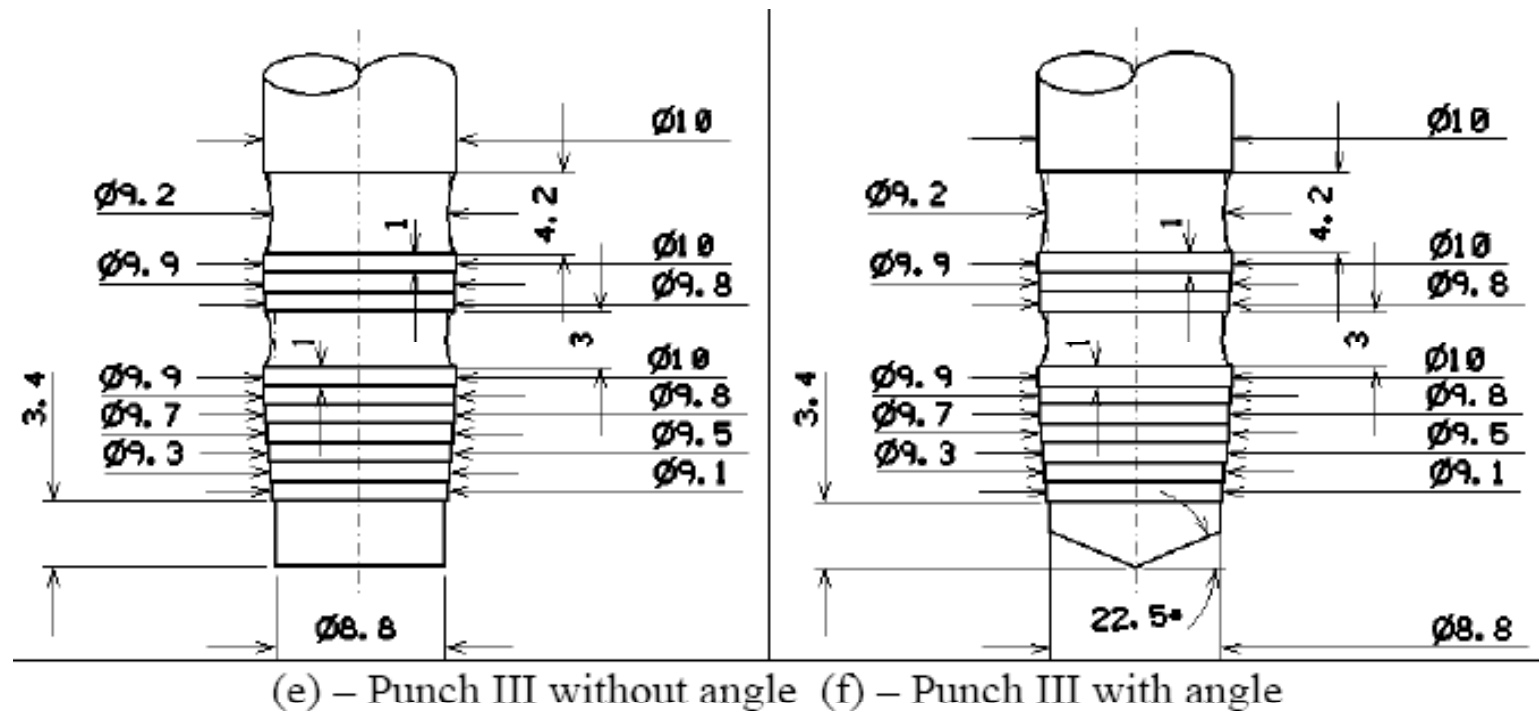 Ø10 Ø10
Ø9.2 1 4.2 Ø9.2 1 4.2
Ø9.9 Ø10 Ø9.9 Ø10
Ø9.8 Ø9.8
1 3 1 3
3.4 Ø9.9 Ø10 3.4 Ø9.9 Ø10
Ø9.7 Ø9.8 Ø9.7 Ø9.8
Ø9.3 Ø9.5 Ø9.3 Ø9.5
Ø9.1 Ø9.1
Ø8.8 22.5° Ø8.8
(e) – Punch III without angle (f) – Punch III with angle